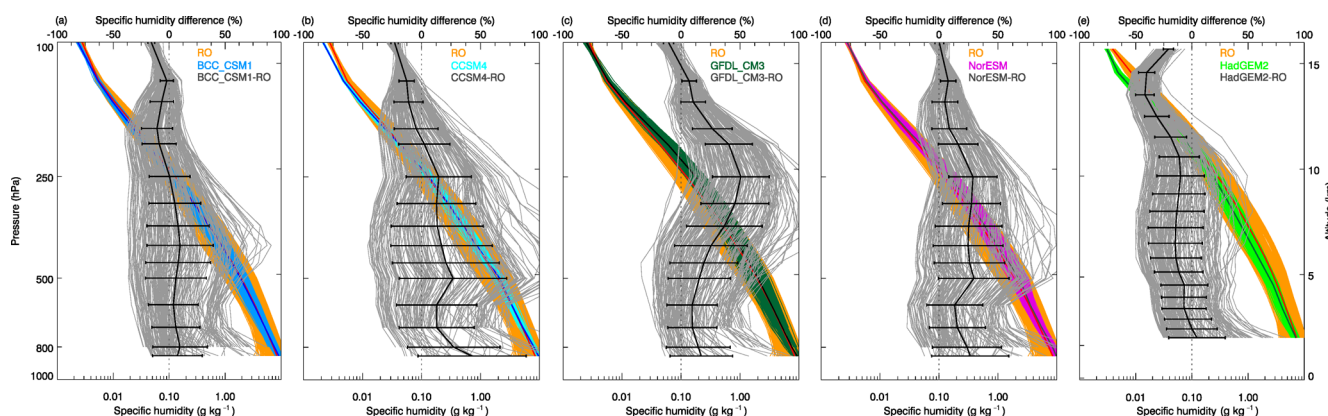 (a) Specific humidity difference (%)
-100 -50 0 50 100
RO
BCC_CSM1
BCC_CSM1-RO
100
250
500
800
1000
Pressure (hPa)
0.01 0.10 1.00
Specific humidity (g kg⁻¹)
(b) Specific humidity difference (%)
-100 -50 0 50 100
RO
CCSM4
CCSM4-RO
0.01 0.10 1.00
Specific humidity (g kg⁻¹)
(c) Specific humidity difference (%)
-100 -50 0 50 100
RO
GFDL_CM3
GFDL_CM3-RO
0.01 0.10 1.00
Specific humidity (g kg⁻¹)
(d) Specific humidity difference (%)
-100 -50 0 50 100
RO
NorESM
NorESM-RO
0.01 0.10 1.00
Specific humidity (g kg⁻¹)
(e) Specific humidity difference (%)
-100 -50 0 50 100
RO
HadGEM2
HadGEM2-RO
15
10
5
0
0.01 0.10 1.00 10.00
Specific humidity (g kg⁻¹)